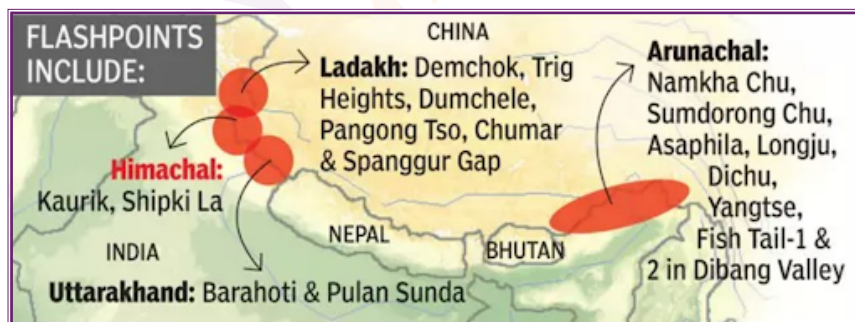 FLASHPOINTS
INCLUDE:
CHINA
Ladakh: Demchok, Trig
Heights, Dumchele,
Pangong Tso, Chumar
& Spanggur Gap
Arunachal:
Namkha Chu,
Sumdorong Chu,
Asaphila, Longju,
Dichu,
Yangtse,
Fish Tail-1 &
2 in Dibang Valley
Himachal:
Kaurik, Shipki La
NEPAL
BHUTAN
INDIA
Uttarakhand: Barahoti & Pulan Sunda